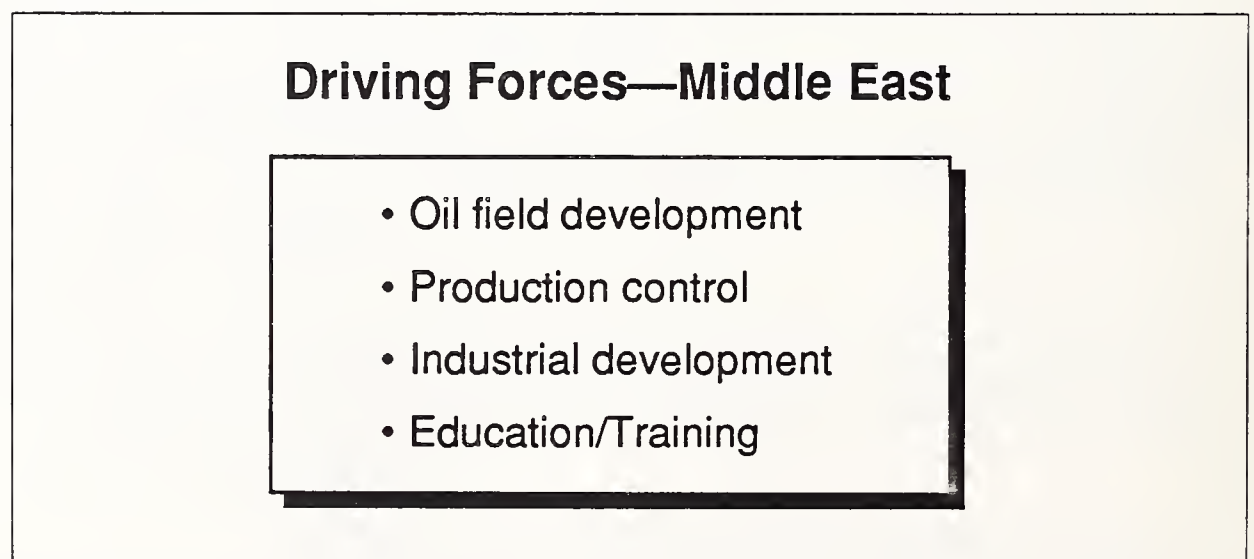 Driving Forces—Middle East
• Oil field development
• Production control
• Industrial development
• Education/Training